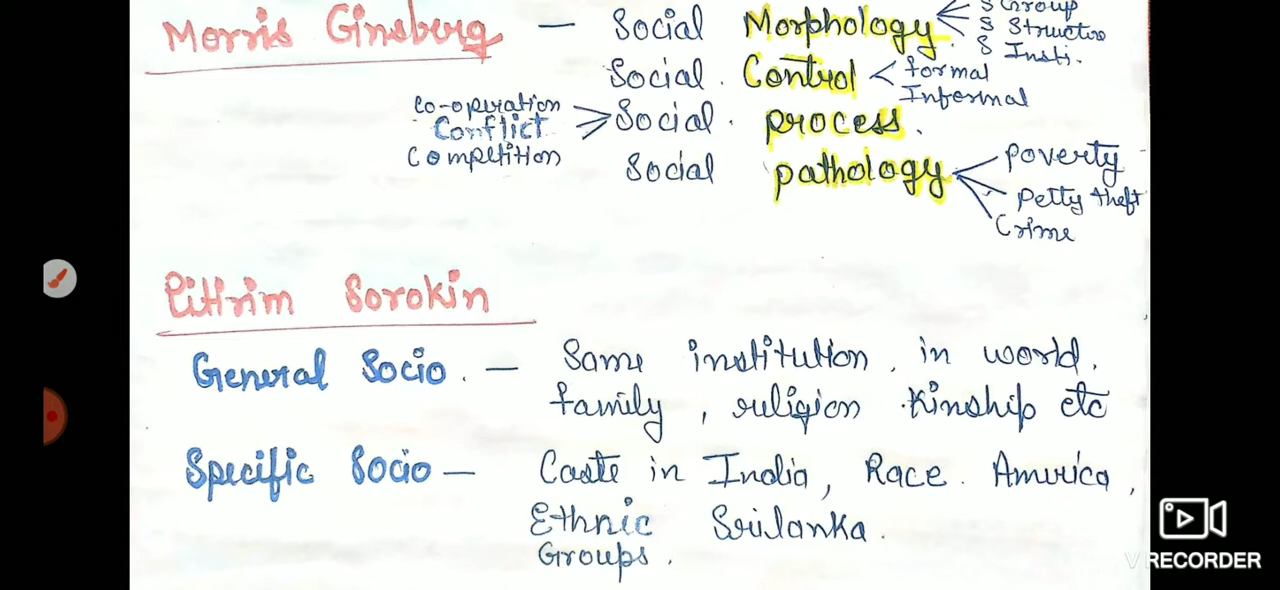 S Group
Morris Ginsberg — Social Morphology S Structure
S Insti.
Social. Control < formal
Informal
Co-operation
Conflict > Social. process.
Competition
Social pathology poverty
Petty theft
Crime
Pitirim Sorokin
General Socio. — Same institution, in world,
family, religion .Kinship etc
Specific Socio — Caste in India, Race. America,
Ethnic Srilanka.
Groups.
V RECORDER